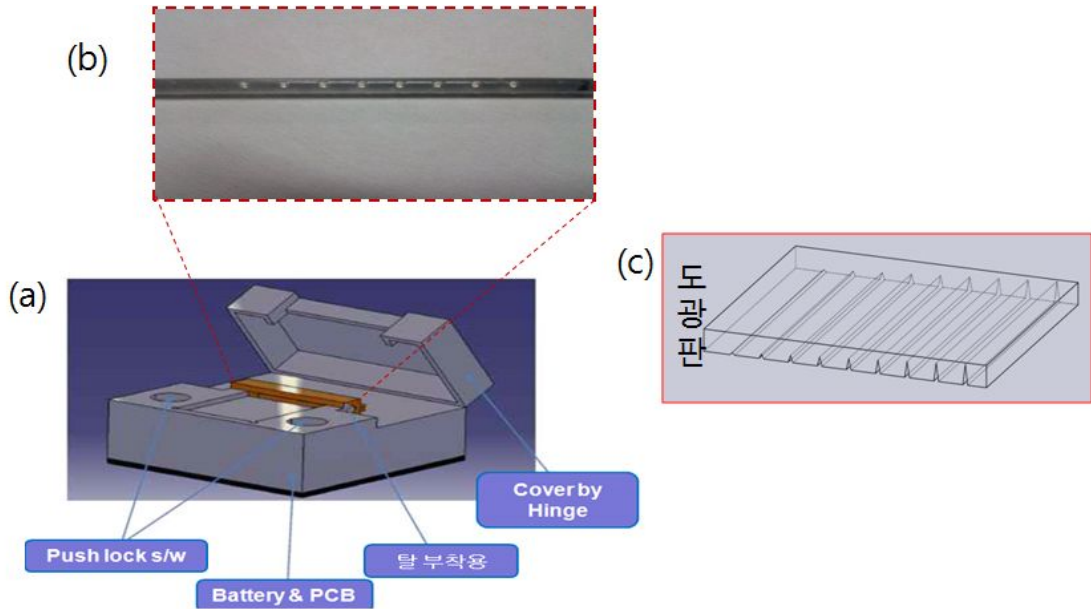 (b)
(a)
(c)
도
광
판
Cover by
Hinge
Push lock s/w
탈 부착용
Battery & PCB